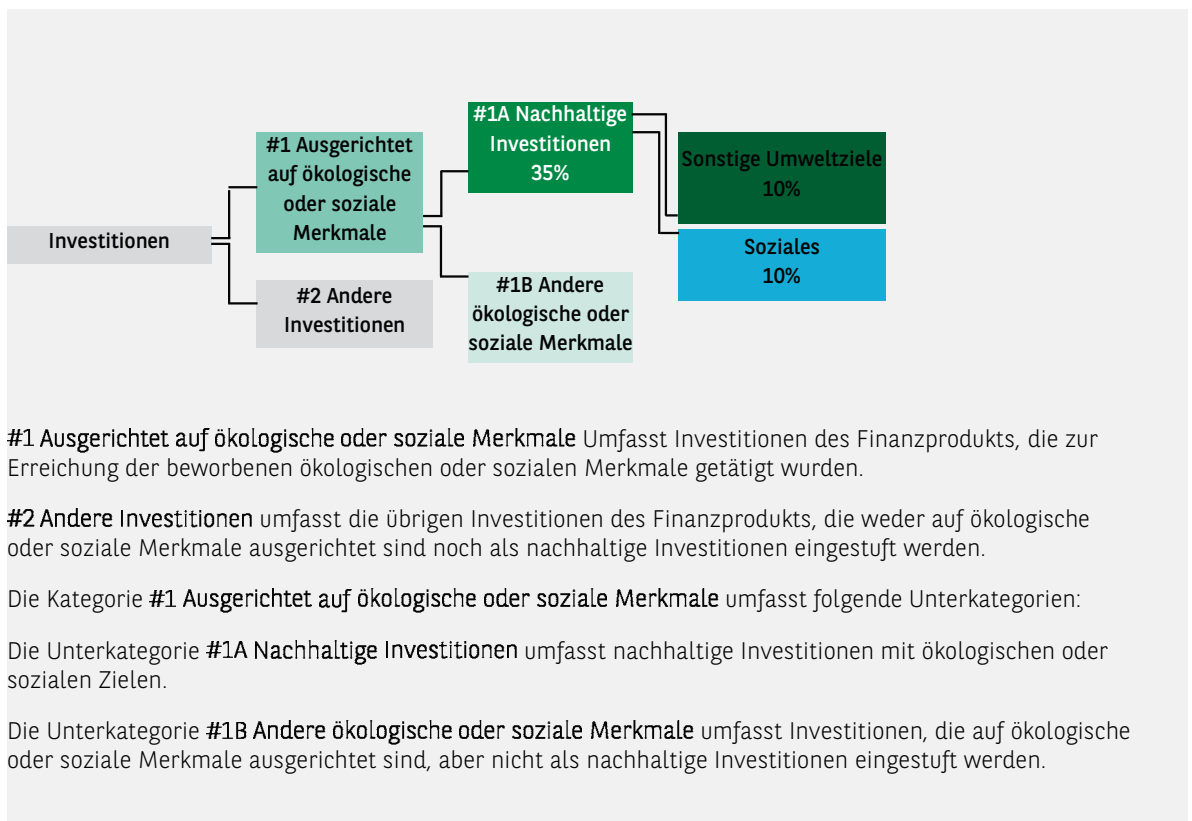 Investitionen
#1 Ausgerichtet
auf ökologische
oder soziale
Merkmale
#2 Andere
Investitionen
#1A Nachhaltige
Investitionen
35%
#1B Andere
ökologische oder
soziale Merkmale
Sonstige Umweltziele
10%
Soziales
10%
#1 Ausgerichtet auf ökologische oder soziale Merkmale Umfasst Investitionen des Finanzprodukts, die zur
Erreichung der beworbenen ökologischen oder sozialen Merkmale getätigt wurden.
#2 Andere Investitionen umfasst die übrigen Investitionen des Finanzprodukts, die weder auf ökologische
oder soziale Merkmale ausgerichtet sind noch als nachhaltige Investitionen eingestuft werden.
Die Kategorie #1 Ausgerichtet auf ökologische oder soziale Merkmale umfasst folgende Unterkategorien:
Die Unterkategorie #1A Nachhaltige Investitionen umfasst nachhaltige Investitionen mit ökologischen oder
sozialen Zielen.
Die Unterkategorie #1B Andere ökologische oder soziale Merkmale umfasst Investitionen, die auf ökologische
oder soziale Merkmale ausgerichtet sind, aber nicht als nachhaltige Investitionen eingestuft werden.